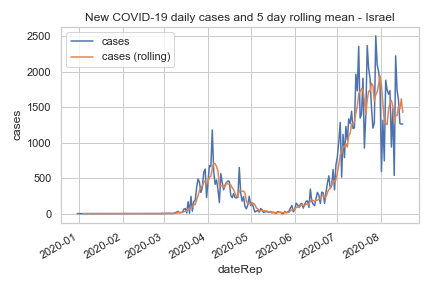 New COVID-19 daily cases and 5 day rolling mean - Israel
cases
cases (rolling)
2500
2000
1500
1000
500
0
cases
2020-01
2020-02
2020-03
2020-04
2020-05
2020-06
2020-07
2020-08
dateRep